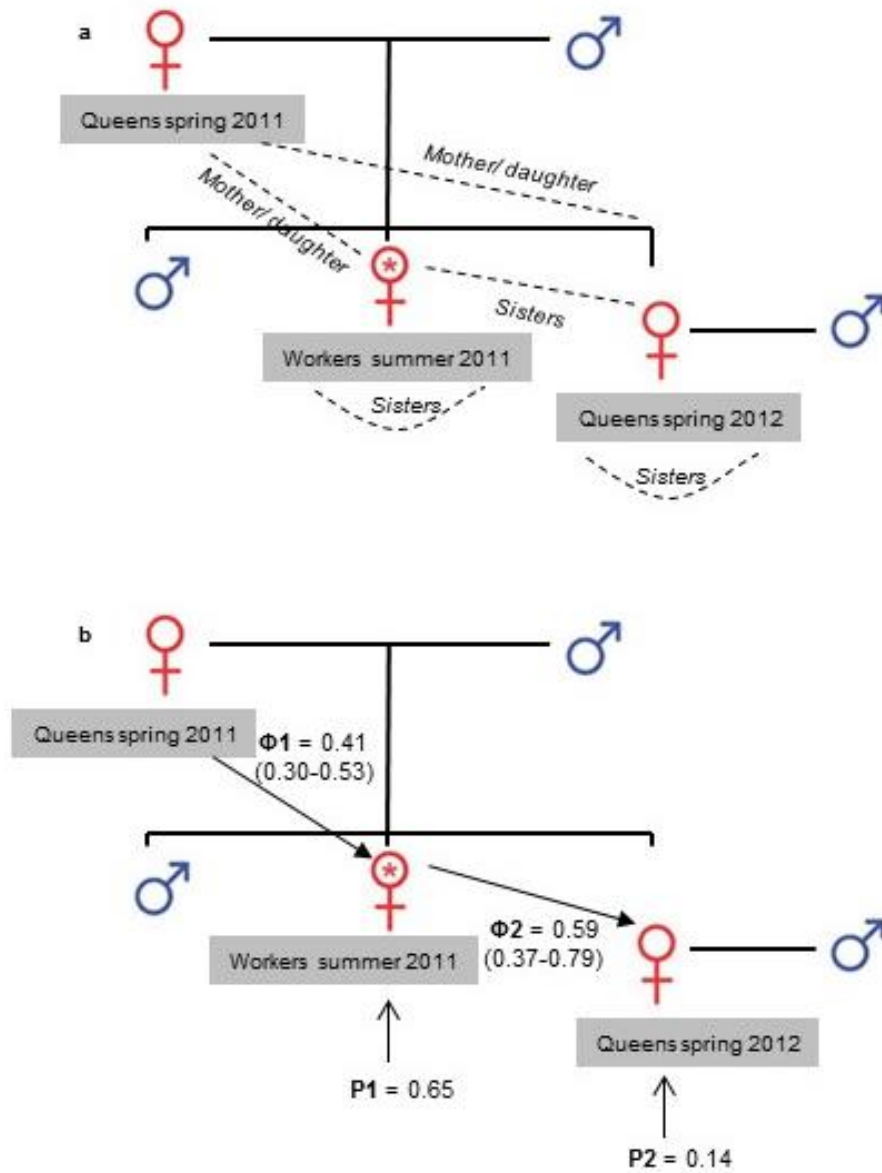 a
Queens spring 2011
Mother/ daughter
Mother/ daughter
*
Sisters
Workers summer 2011
Sisters
Queens spring 2012
Sisters
b
Queens spring 2011
Φ1 = 0.41
(0.30-0.53)
*
Φ2 = 0.59
(0.37-0.79)
Workers summer 2011
Queens spring 2012
P1 = 0.65
P2 = 0.14